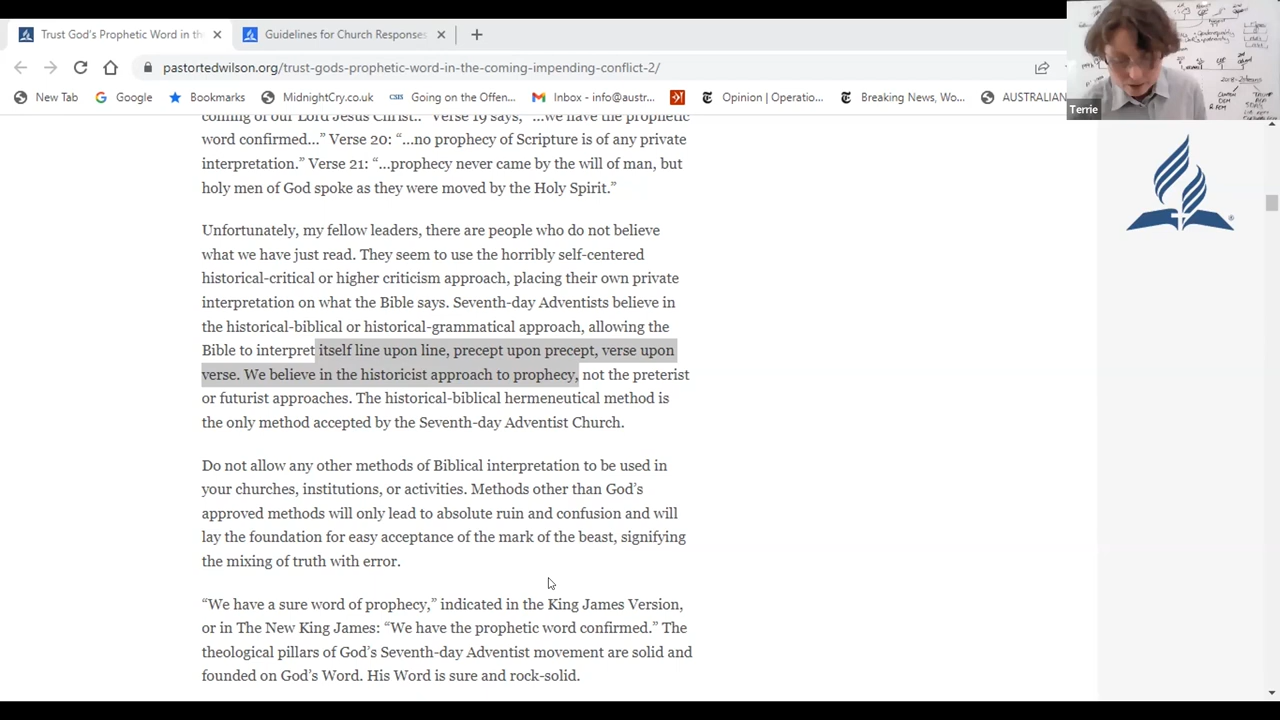 Trust God's Prophetic Word in th
Guidelines for Church Responses
pastortedwilson.org/trust-gods-prophetic-word-in-the-coming-impending-conflict-2/
New Tab
Google
Bookmarks
MidnightCry.co.uk
CSIS
Going on the Offen...
Inbox - info@austr...
Opinion | Operatio...
Breaking News, Wo...
AUSTRALIAN
Terrie
coming of our Lord Jesus Christ.." Verse 19 says, "...we have the prophetic
word confirmed..." Verse 20: "...no prophecy of Scripture is of any private
interpretation." Verse 21: "...prophecy never came by the will of man, but
holy men of God spoke as they were moved by the Holy Spirit."
Unfortunately, my fellow leaders, there are people who do not believe
what we have just read. They seem to use the horribly self-centered
historical-critical or higher criticism approach, placing their own private
interpretation on what the Bible says. Seventh-day Adventists believe in
the historical-biblical or historical-grammatical approach, allowing the
Bible to interpret itself line upon line, precept upon precept, verse upon
verse. We believe in the historicist approach to prophecy, not the preterist
or futurist approaches. The historical-biblical hermeneutical method is
the only method accepted by the Seventh-day Adventist Church.
Do not allow any other methods of Biblical interpretation to be used in
your churches, institutions, or activities. Methods other than God's
approved methods will only lead to absolute ruin and confusion and will
lay the foundation for easy acceptance of the mark of the beast, signifying
the mixing of truth with error.
"We have a sure word of prophecy," indicated in the King James Version,
or in The New King James: "We have the prophetic word confirmed." The
theological pillars of God's Seventh-day Adventist movement are solid and
founded on God's Word. His Word is sure and rock-solid.